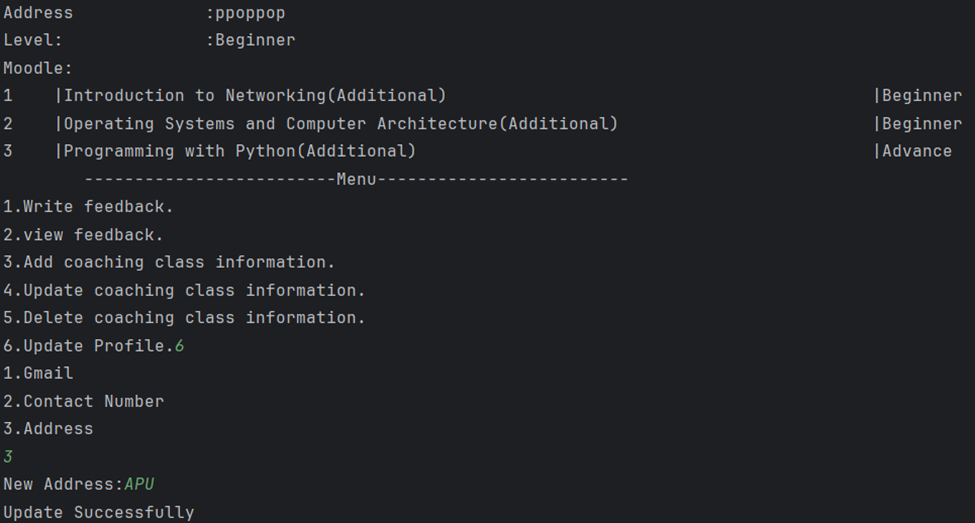 Address             :ppoppop
Level:              :Beginner
Moodle:
1    |Introduction to Networking(Additional)                                          |Beginner
2    |Operating Systems and Computer Architecture(Additional)                         |Beginner
3    |Programming with Python(Additional)                                             |Advance
        -------------------------Menu-------------------------
1.Write feedback.
2.view feedback.
3.Add coaching class information.
4.Update coaching class information.
5.Delete coaching class information.
6.Update Profile.6
1.Gmail
2.Contact Number
3.Address
3
New Address:APU
Update Successfully